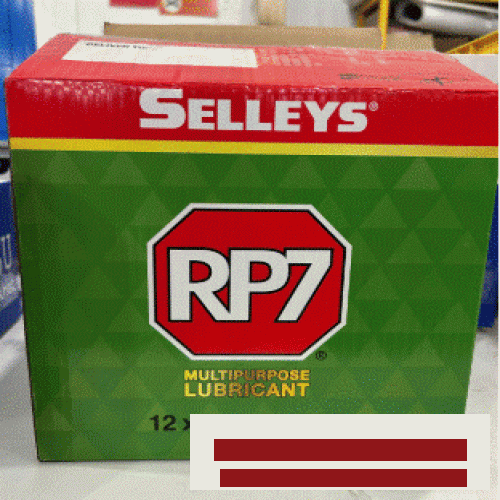 SELLEYS®
RP7®
MULTIPURPOSE
LUBRICANT
12 x